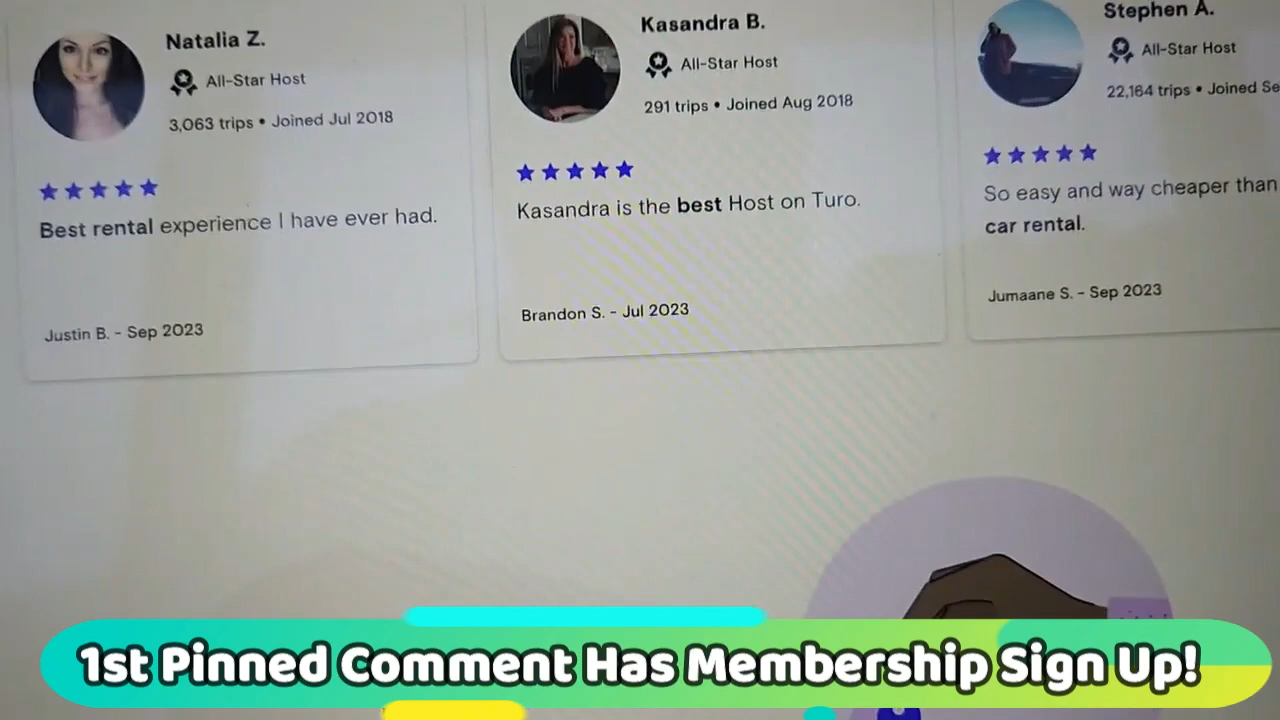 Natalia Z.
All-Star Host
3,063 trips • Joined Jul 2018
Best rental experience I have ever had.
Justin B. - Sep 2023
Kasandra B.
All-Star Host
291 trips • Joined Aug 2018
Kasandra is the best Host on Turo.
Brandon S. - Jul 2023
Stephen A.
All-Star Host
22,164 trips • Joined Se
So easy and way cheaper than
car rental.
Jumaane S. - Sep 2023
1st Pinned Comment Has Membership Sign Up!